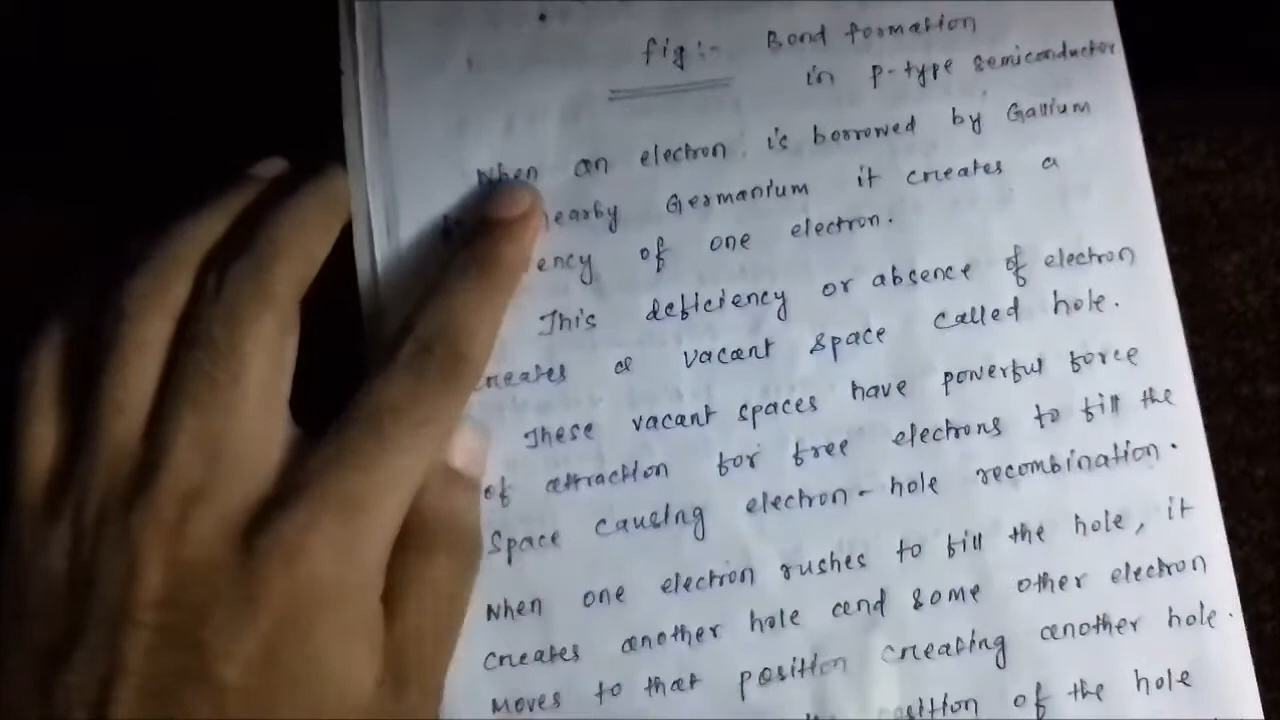 fig:- Bond formation
in p-type semiconductor
When an electron is borrowed by Gallium
nearby Germanium it creates a
of one electron.
This deficiency or absence of electron
creates a vacant space called hole.
These vacant spaces have powerful force
of attraction for free electrons to fill the
space causing electron-hole recombination.
When one electron rushes to fill the hole, it
creates another hole and some other electron
moves to that position creating another hole.
position of the hole